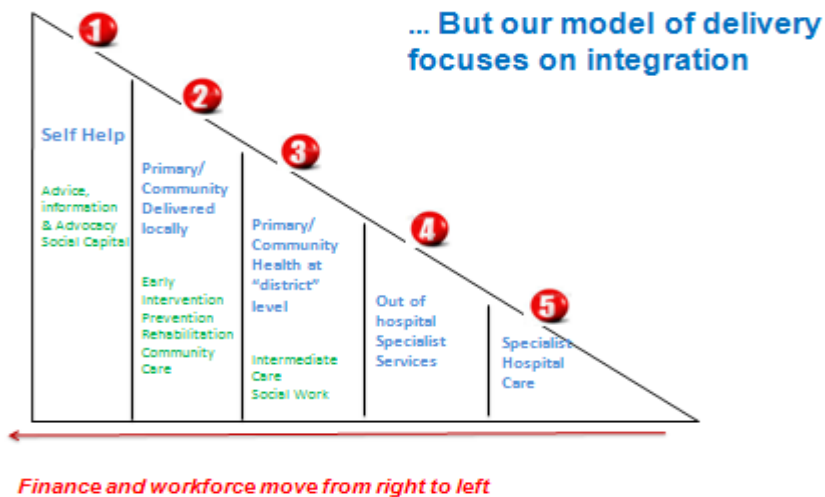 ... But our model of delivery
focuses on integration
1
Self Help
Advice,
information
& Advocacy
Social Capital
2
Primary/
Community
Delivered
locally
Early
Intervention
Prevention
Rehabilitation
Community
Care
3
Primary/
Community
Health at
“district”
level
Intermediate
Care
Social Work
4
Out of
hospital
Specialist
Services
5
Specialist
Hospital
Care
Finance and workforce move from right to left